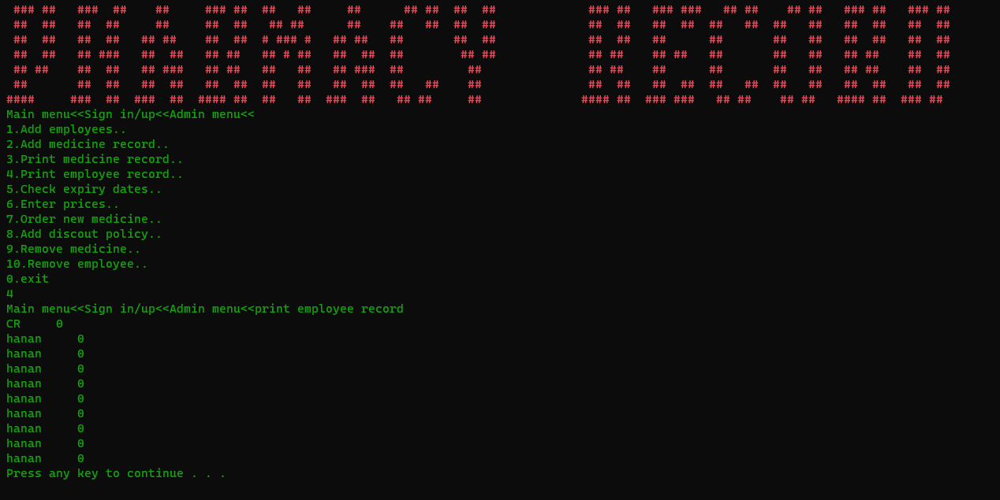 PHARMACY RECORD
Main menu<<Sign in/up<<Admin menu<<
1.Add employees..
2.Add medicine record..
3.Print medicine record..
4.Print employee record..
5.Check expiry dates..
6.Enter prices..
7.Order new medicine..
8.Add discout policy..
9.Remove medicine..
10.Remove employee..
0.exit
4
Main menu<<Sign in/up<<Admin menu<<print employee record
CR 0
hanan 0
hanan 0
hanan 0
hanan 0
hanan 0
hanan 0
hanan 0
hanan 0
hanan 0
Press any key to continue . . .